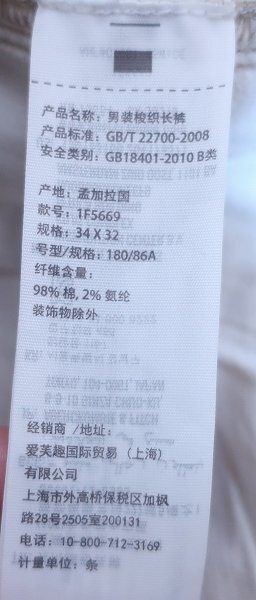 产品名称: 男装梭织长裤
产品标准: GB/T 22700-2008
安全类别: GB18401-2010 B类
产地: 孟加拉国
款号: 1F5669
规格: 34 X 32
号型/规格: 180/86A
纤维含量:
98% 棉, 2% 氨纶
装饰物除外
经销商 /地址:
爱芙趣国际贸易 (上海)
有限公司
上海市外高桥保税区加枫
路28号2505室200131
电话: 10-800-712-3169
计量单位: 条